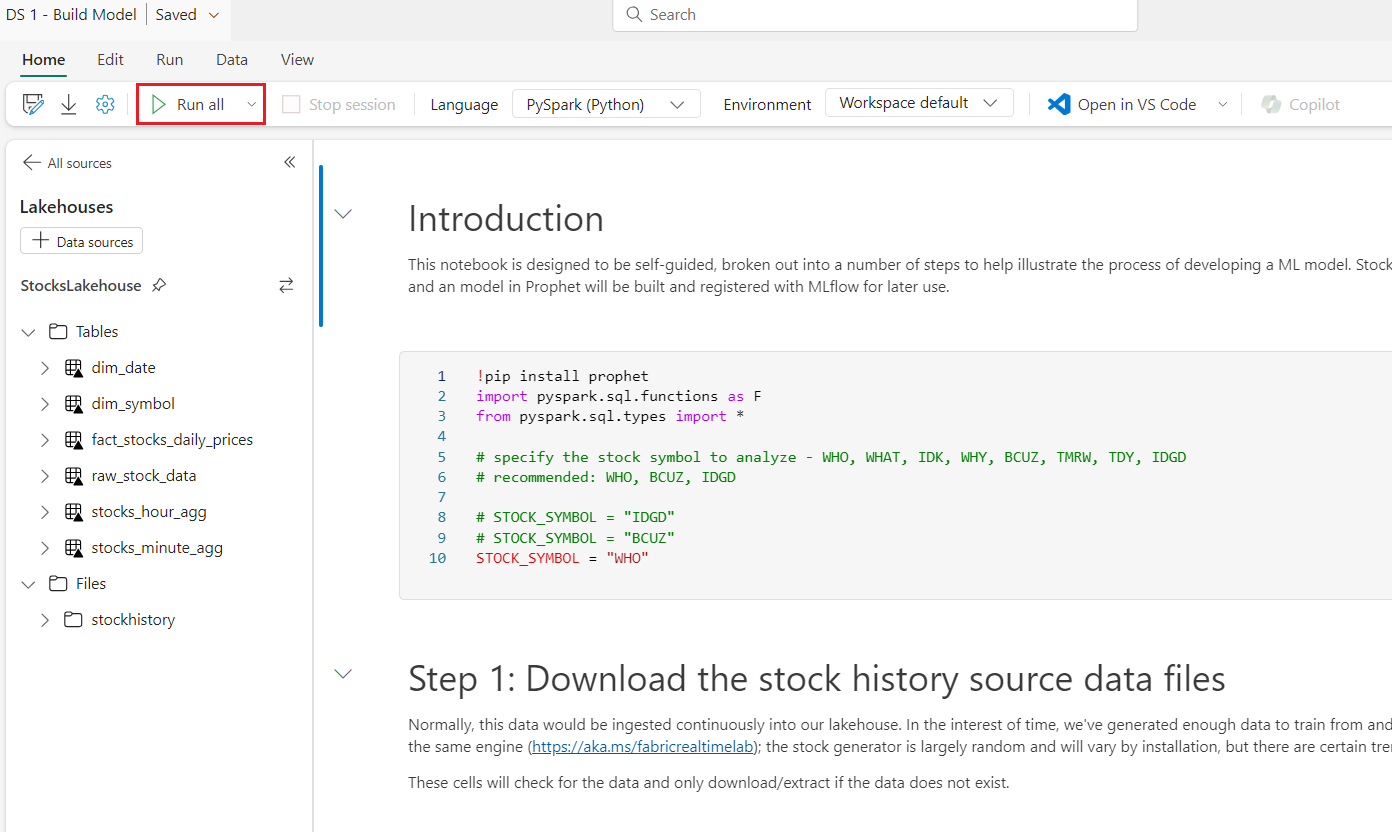 DS 1 - Build Model Saved
Search
Home Edit Run Data View
Run all Stop session Language PySpark (Python) Environment Workspace default Open in VS Code Copilot
All sources
Lakehouses
Data sources
StocksLakehouse
Tables
dim_date
dim_symbol
fact_stocks_daily_prices
raw_stock_data
stocks_hour_agg
stocks_minute_agg
Files
stockhistory
Introduction
This notebook is designed to be self-guided, broken out into a number of steps to help illustrate the process of developing a ML model. Stock
and an model in Prophet will be built and registered with MLflow for later use.
1 !pip install prophet
2 import pyspark.sql.functions as F
3 from pyspark.sql.types import *
4
5 # specify the stock symbol to analyze - WHO, WHAT, IDK, WHY, BCUZ, TMRW, TDY, IDGD
6 # recommended: WHO, BCUZ, IDGD
7
8 # STOCK_SYMBOL = "IDGD"
9 # STOCK_SYMBOL = "BCUZ"
10 STOCK_SYMBOL = "WHO"
Step 1: Download the stock history source data files
Normally, this data would be ingested continuously into our lakehouse. In the interest of time, we've generated enough data to train from and
the same engine (https://aka.ms/fabricrealtimelab); the stock generator is largely random and will vary by installation, but there are certain tre
These cells will check for the data and only download/extract if the data does not exist.